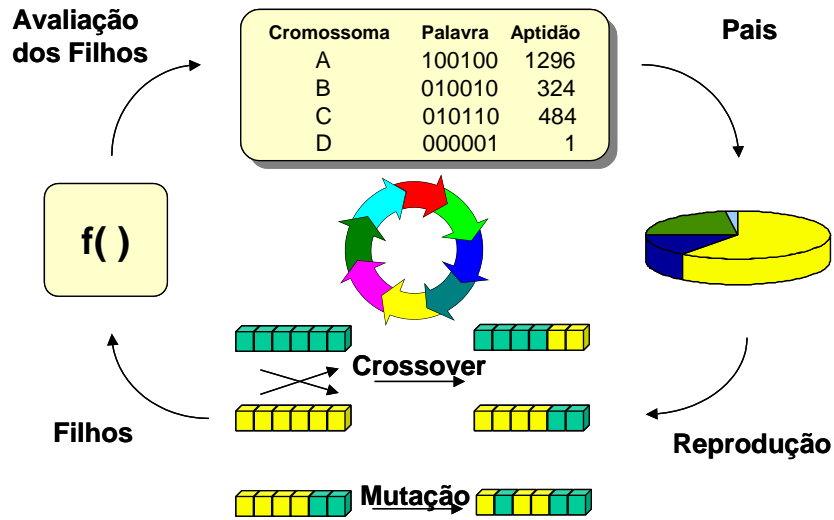 Avaliação
dos Filhos
Cromossoma Palavra Aptidão
A 100100 1296
B 010010 324
C 010110 484
D 000001 1
Pais
f( )
Crossover
Filhos
Reprodução
Mutação